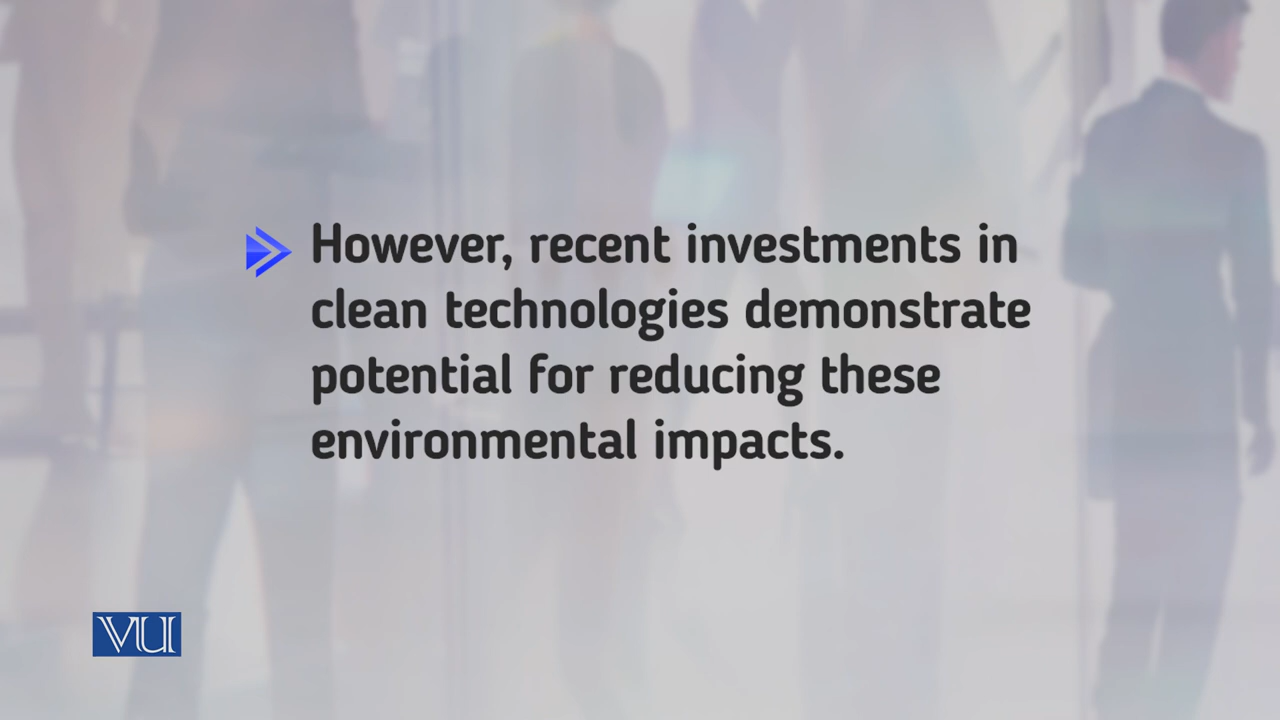 However, recent investments in
clean technologies demonstrate
potential for reducing these
environmental impacts.
VU